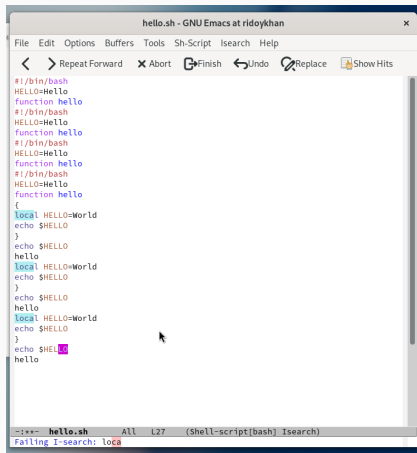 hello.sh - GNU Emacs at ridoykhan ×
File Edit Options Buffers Tools Sh-Script Isearch Help
Repeat Forward Abort Finish Undo Replace Show Hits
#!/bin/bash
HELLO=Hello
function hello
#!/bin/bash
HELLO=Hello
function hello
#!/bin/bash
HELLO=Hello
function hello
#!/bin/bash
HELLO=Hello
function hello
{
local HELLO=World
echo $HELLO
}
echo $HELLO
hello
local HELLO=World
echo $HELLO
}
echo $HELLO
hello
local HELLO=World
echo $HELLO
}
echo $HELLO
hello
-:**- hello.sh All L27 (Shell-script[bash] Isearch)
Failing I-search: loca